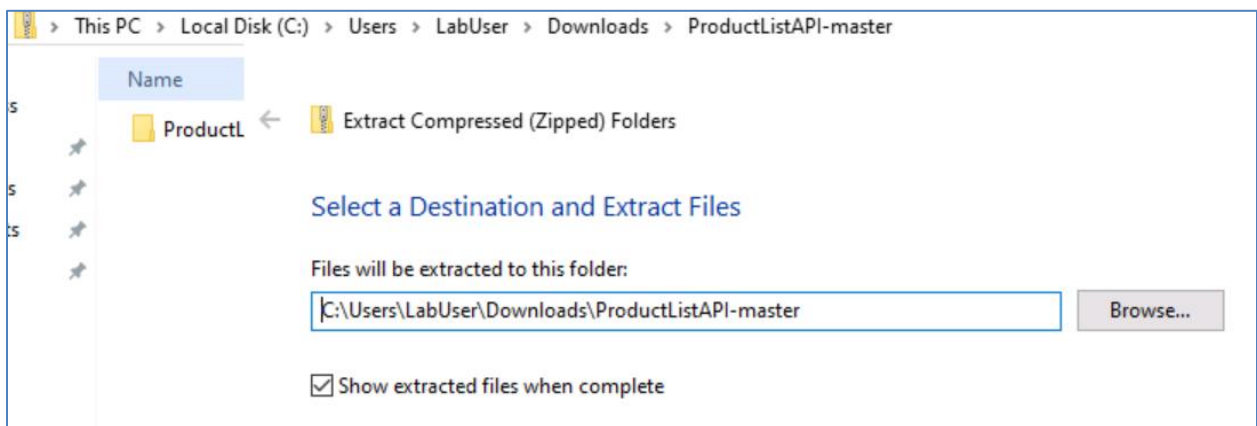 This PC > Local Disk (C:) > Users > LabUser > Downloads > ProductListAPI-master
Name
s
ProductL
Extract Compressed (Zipped) Folders
s
Select a Destination and Extract Files
ts
Files will be extracted to this folder:
C:\Users\LabUser\Downloads\ProductListAPI-master
Browse...
Show extracted files when complete